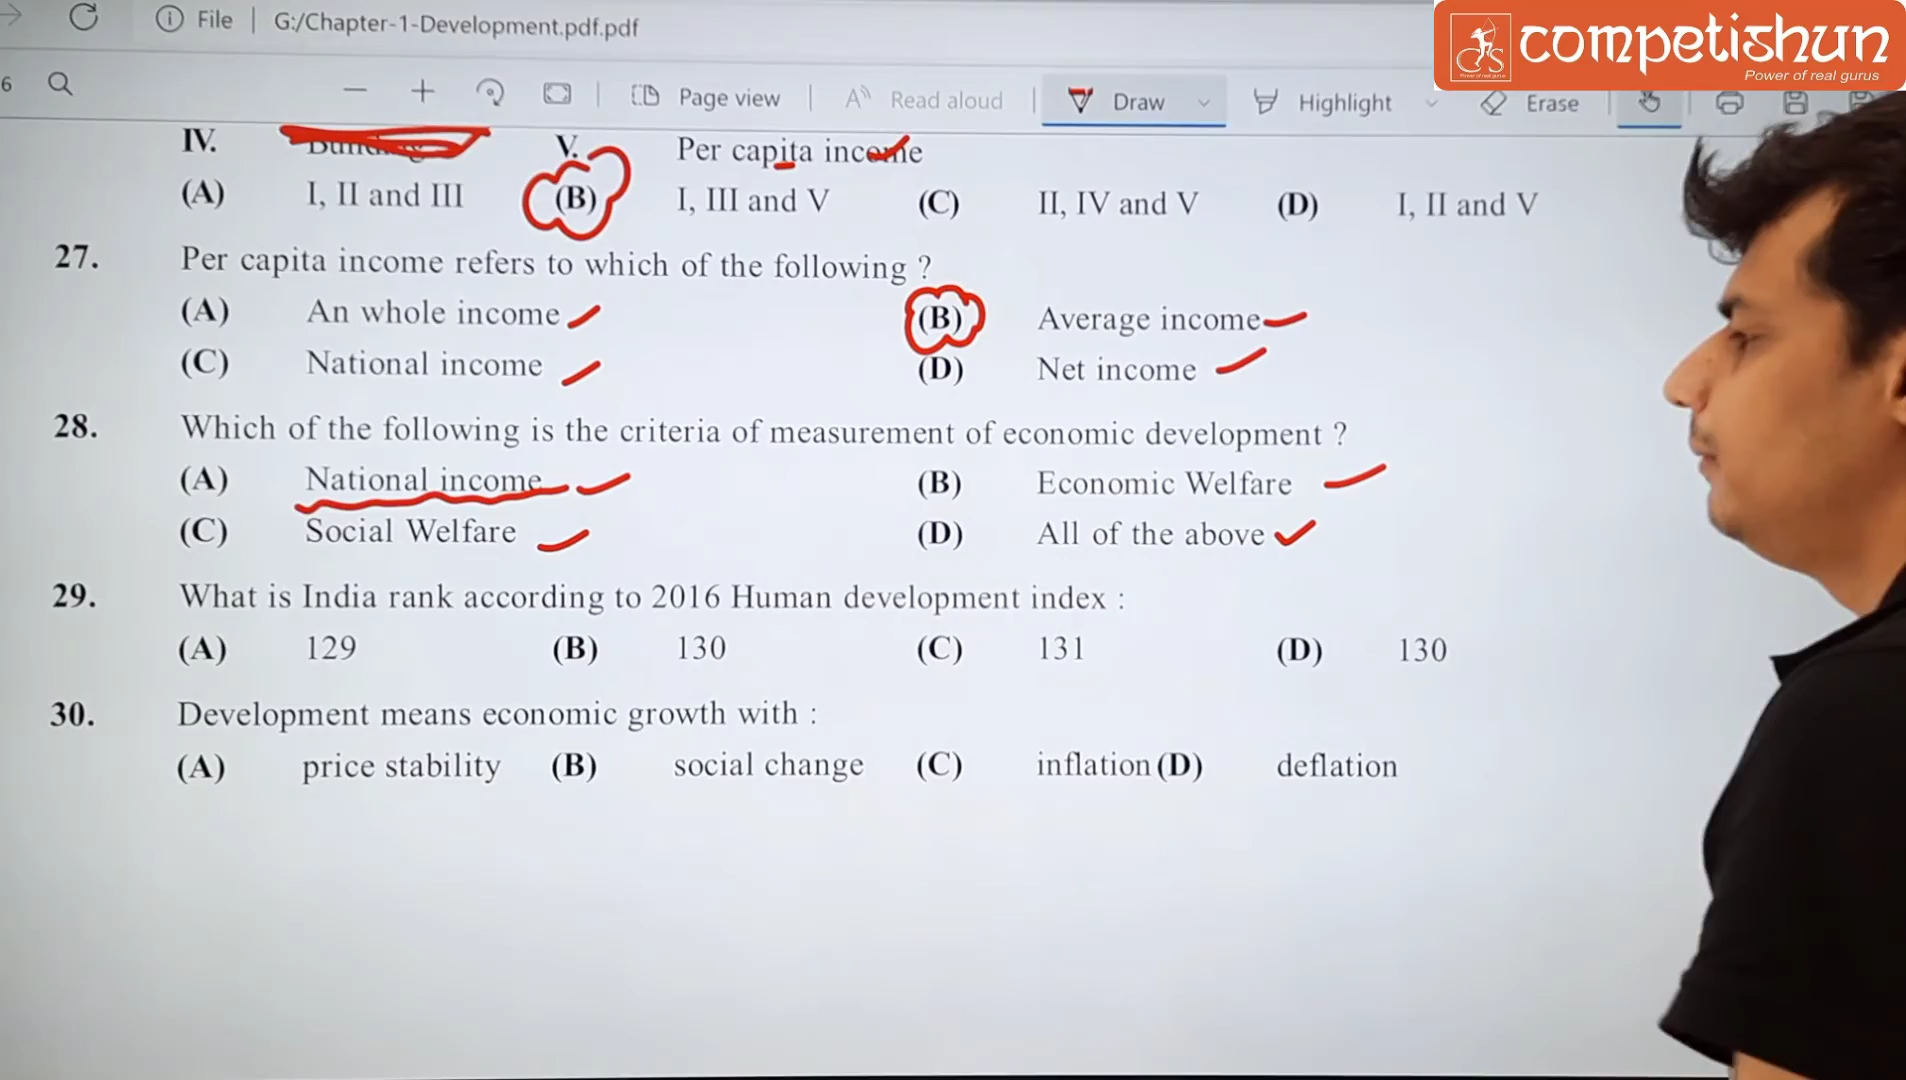 File | G:/Chapter-1-Development.pdf.pdf
competishun
Power of real gurus
6 Page view Read aloud Draw Highlight Erase
IV. V. Per capita income
(A) I, II and III (B) I, III and V (C) II, IV and V (D) I, II and V
27. Per capita income refers to which of the following ?
(A) An whole income (B) Average income
(C) National income (D) Net income
28. Which of the following is the criteria of measurement of economic development ?
(A) National income (B) Economic Welfare
(C) Social Welfare (D) All of the above
29. What is India rank according to 2016 Human development index :
(A) 129 (B) 130 (C) 131 (D) 130
30. Development means economic growth with :
(A) price stability (B) social change (C) inflation (D) deflation